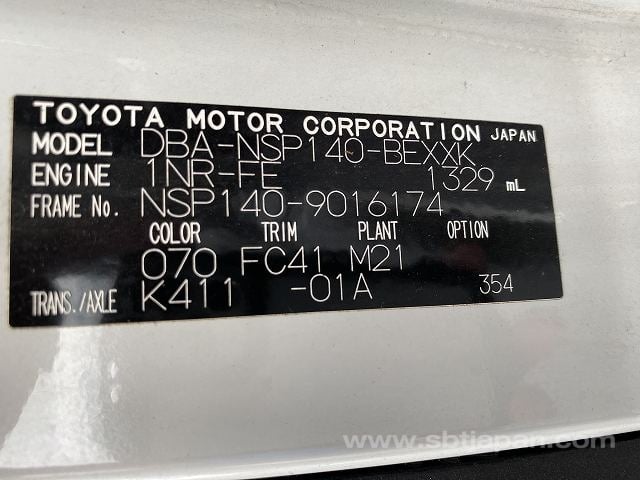 TOYOTA MOTOR CORPORATION JAPAN
MODEL DBA-NSP140-BEXXK
ENGINE 1NR-FE 1329 mL
FRAME No. NSP140-9016174
COLOR TRIM PLANT OPTION
070 FC41 M21
TRANS./AXLE K411 -01A 354
www.sbtjapan.com